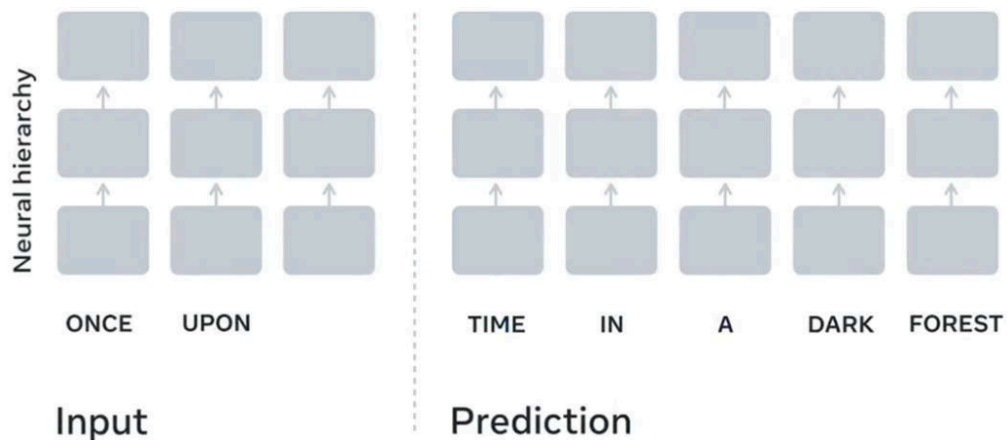 Neural hierarchy
ONCE UPON TIME IN A DARK FOREST
Input Prediction